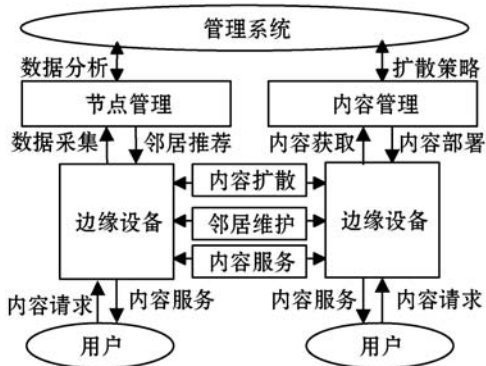 管理系统
数据分析 扩散策略
节点管理 内容管理
数据采集 邻居推荐 内容获取 内容部署
内容扩散
边缘设备 邻居维护 边缘设备
内容服务
内容请求 内容服务 内容服务 内容请求
用户 用户